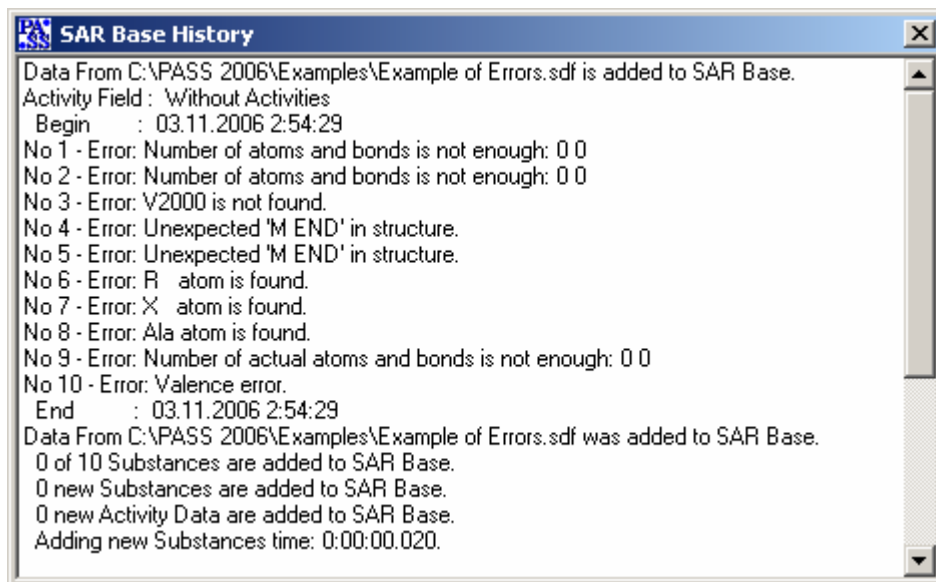 PASS SAR Base History
Data From C:\PASS 2006\Examples\Example of Errors.sdf is added to SAR Base.
Activity Field : Without Activities
Begin : 03.11.2006 2:54:29
No 1 - Error: Number of atoms and bonds is not enough: 0 0
No 2 - Error: Number of atoms and bonds is not enough: 0 0
No 3 - Error: V2000 is not found.
No 4 - Error: Unexpected 'M END' in structure.
No 5 - Error: Unexpected 'M END' in structure.
No 6 - Error: R atom is found.
No 7 - Error: X atom is found.
No 8 - Error: Ala atom is found.
No 9 - Error: Number of actual atoms and bonds is not enough: 0 0
No 10 - Error: Valence error.
End : 03.11.2006 2:54:29
Data From C:\PASS 2006\Examples\Example of Errors.sdf was added to SAR Base.
0 of 10 Substances are added to SAR Base.
0 new Substances are added to SAR Base.
0 new Activity Data are added to SAR Base.
Adding new Substances time: 0:00:00.020.